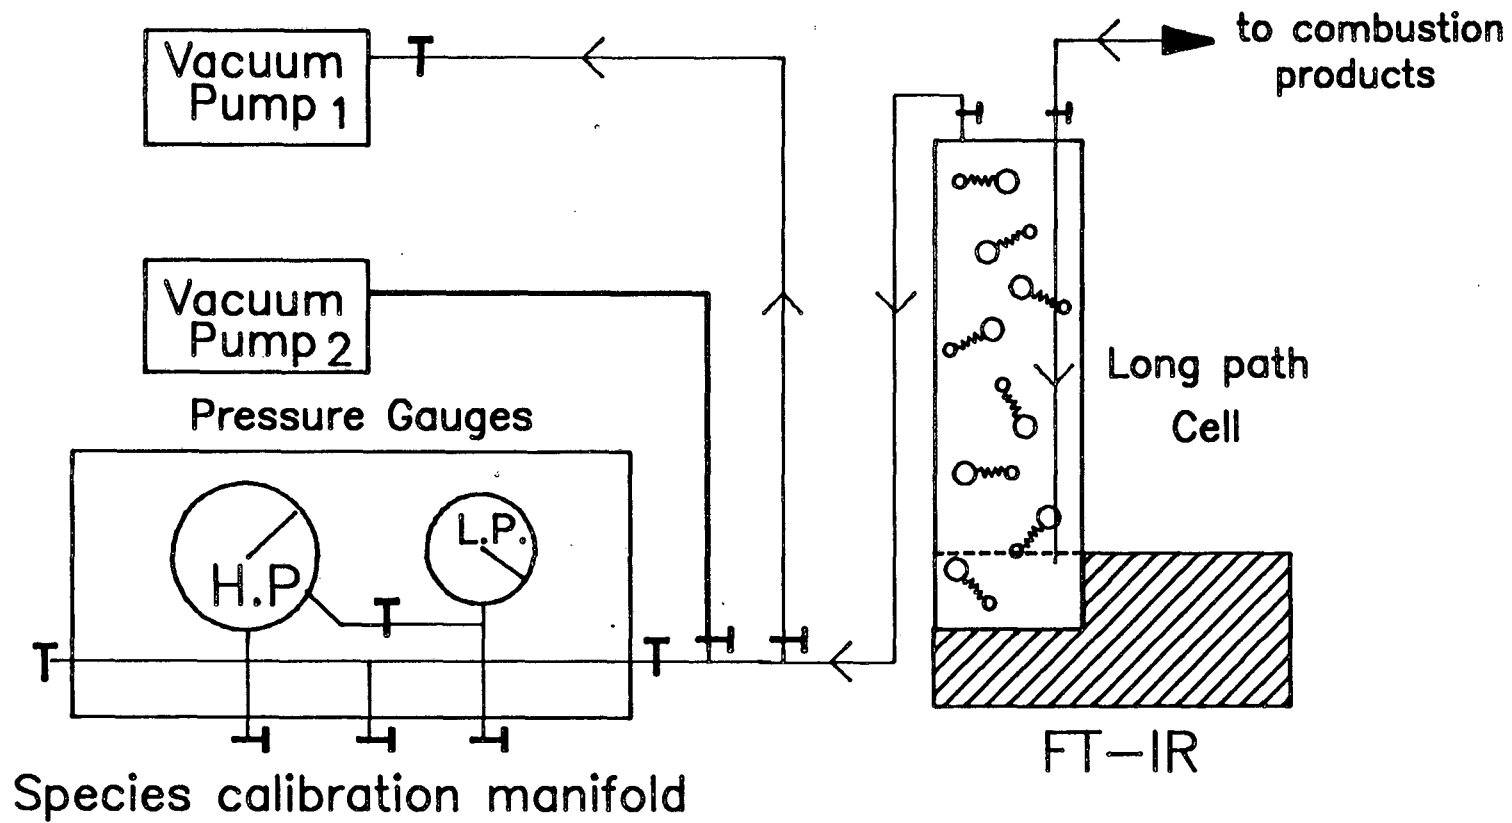 to combustion
products
Vacuum
Pump 1
Vacuum
Pump 2
Pressure Gauges
Long path
Cell
L.P.
H.P
FT-IR
Species calibration manifold